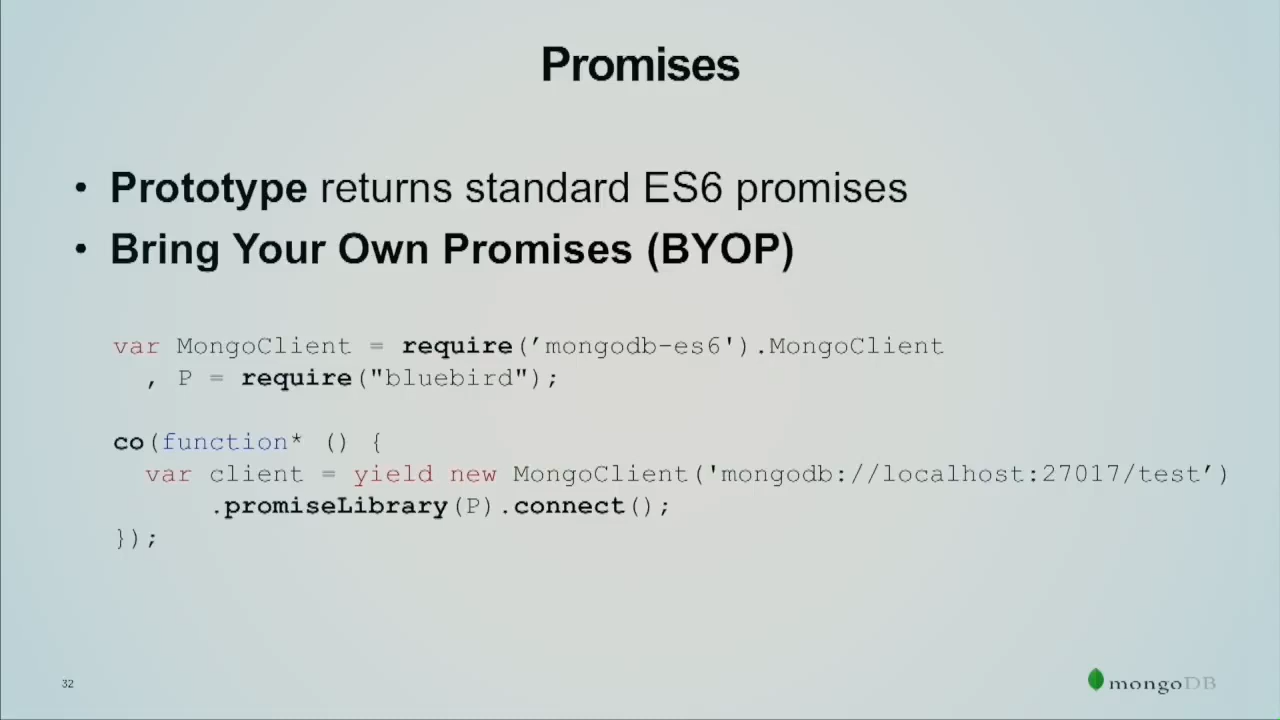 Promises
• Prototype returns standard ES6 promises
• Bring Your Own Promises (BYOP)
var MongoClient = require(’mongodb-es6').MongoClient
, P = require("bluebird");
co(function* () {
var client = yield new MongoClient('mongodb://localhost:27017/test’)
.promiseLibrary(P).connect();
});
32
mongoDB